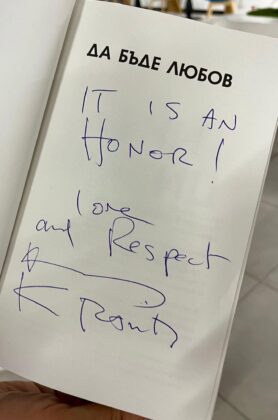 ДА БЪДЕ ЛЮБОВ
IT IS AN
HONOR!
love
and Respect
K